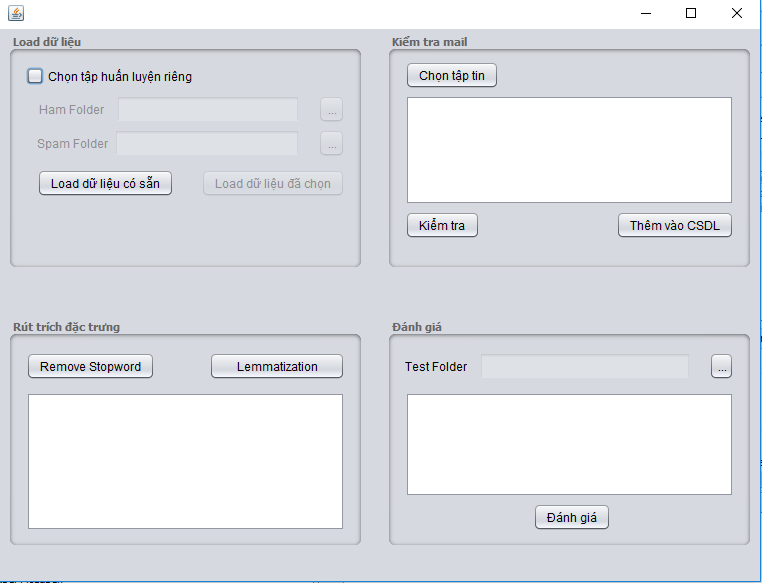 Load dữ liệu
Chọn tập huấn luyện riêng
Ham Folder
...
Spam Folder
...
Load dữ liệu có sẵn
Load dữ liệu đã chọn
Kiểm tra mail
Chọn tập tin
Kiểm tra
Thêm vào CSDL
Rút trích đặc trưng
Remove Stopword
Lemmatization
Đánh giá
Test Folder
...
Đánh giá